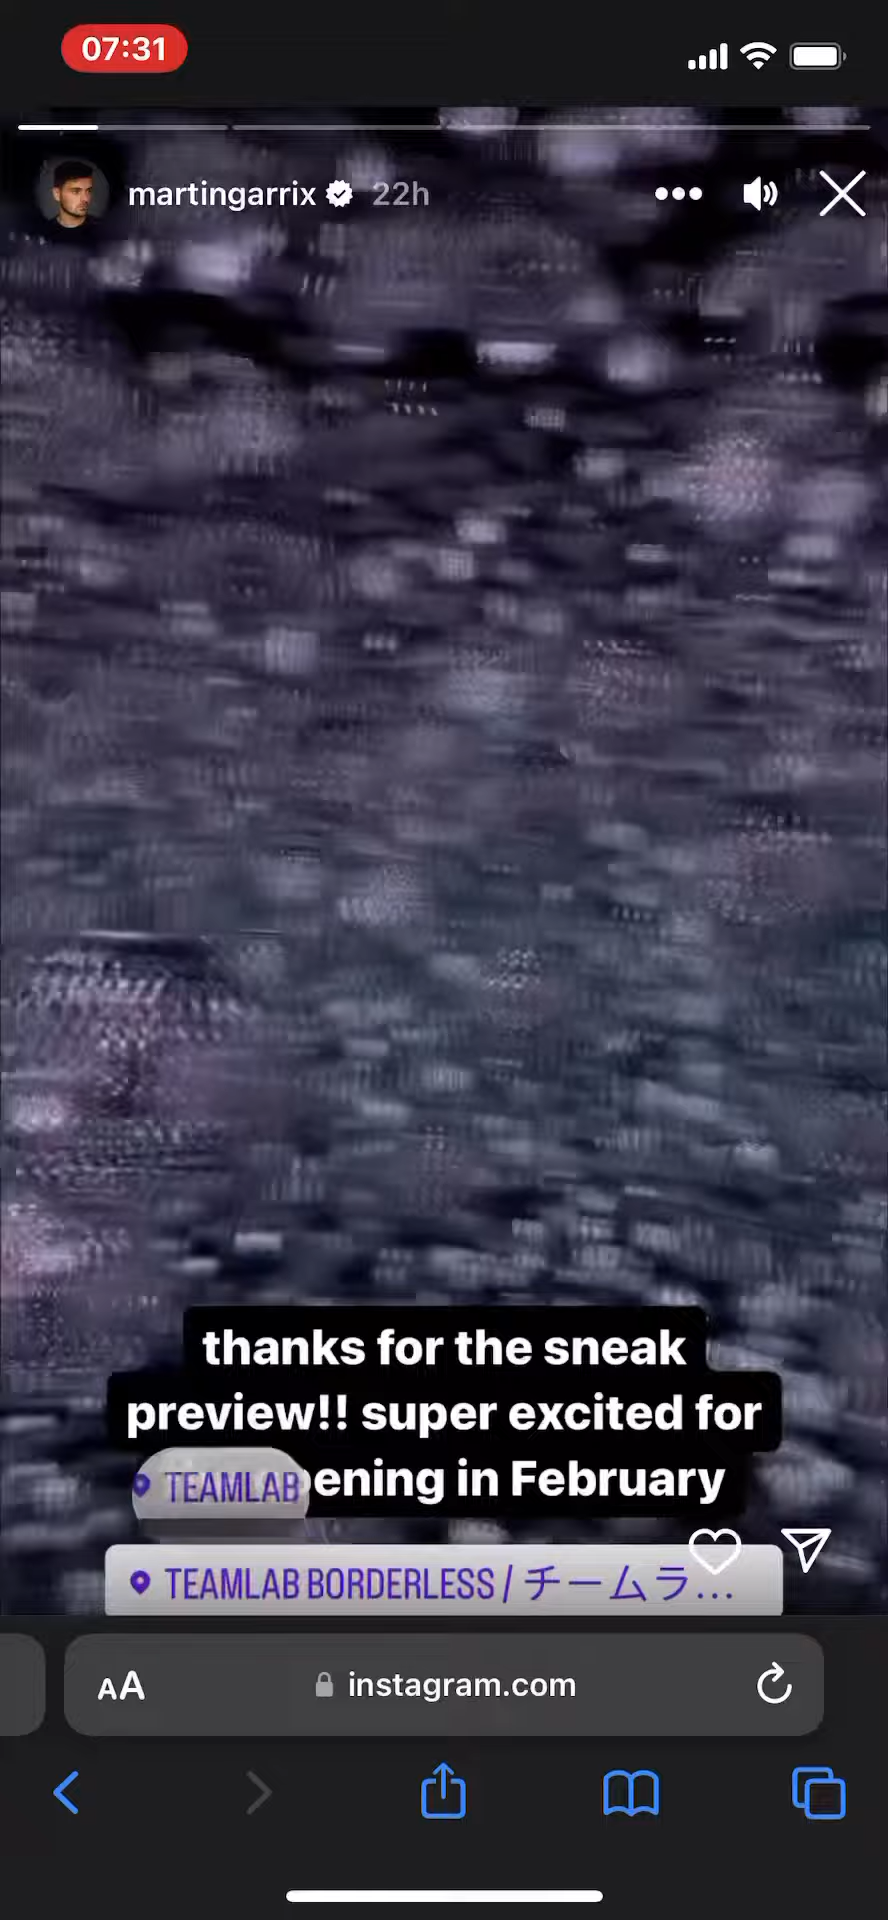 07:31
martingarrix 22h
thanks for the sneak
preview!! super excited for
ening in February
TEAMLAB
TEAMLAB BORDERLESS / チームラ...
AA instagram.com